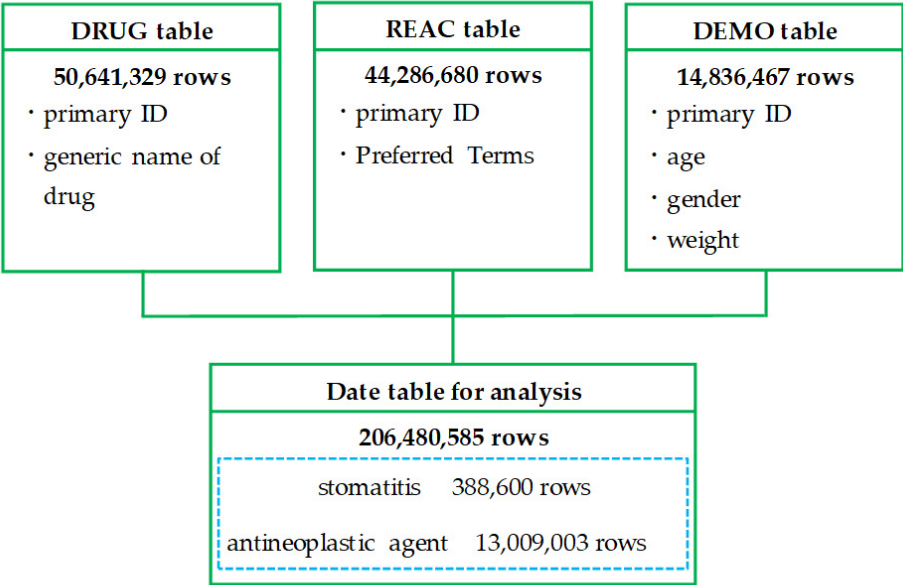 DRUG table
50,641,329 rows
・primary ID
・generic name of
drug
REAC table
44,286,680 rows
・primary ID
・Preferred Terms
DEMO table
14,836,467 rows
・primary ID
・age
・gender
・weight
Date table for analysis
206,480,585 rows
stomatitis 388,600 rows
antineoplastic agent 13,009,003 rows